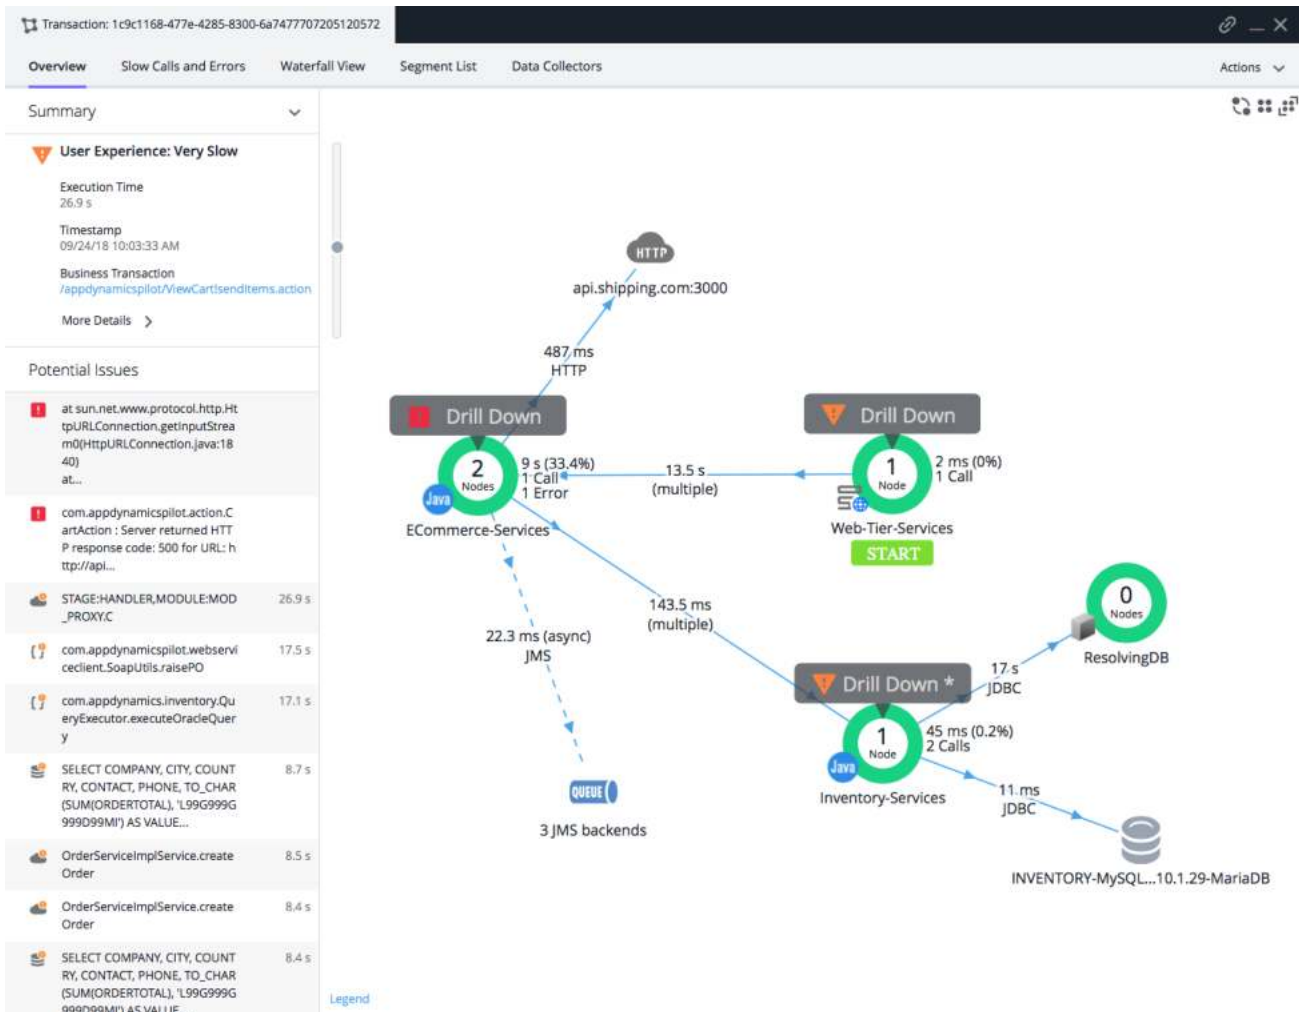 Transaction: 1c9c1168-477e-4285-8300-6a7477707205120572
Overview
Slow Calls and Errors
Waterfall View
Segment List
Data Collectors
Actions
Summary
User Experience: Very Slow
Execution Time
26.9 s
Timestamp
09/24/18 10:03:33 AM
Business Transaction
/appdynamicspilot/ViewCart!sendItems.action
More Details
Potential Issues
at sun.net.www.protocol.http.Ht
tpURLConnection.getInputStrea
m0(HttpURLConnection.java:18
40)
at...
com.appdynamicspilot.action.C
artAction : Server returned HTT
P response code: 500 for URL: h
ttp://api...
STAGE:HANDLER,MODULE:MOD
_PROXY.C
26.9 s
com.appdynamicspilot.webservi
ceclient.SoapUtils.raisePO
17.5 s
com.appdynamics.inventory.Qu
eryExecutor.executeOracleQuer
y
17.1 s
SELECT COMPANY, CITY, COUNT
RY, CONTACT, PHONE, TO_CHAR
(SUM(ORDERTOTAL), 'L99G999G
999D99MI') AS VALUE...
8.7 s
OrderServiceImplService.create
Order
8.5 s
OrderServiceImplService.create
Order
8.4 s
SELECT COMPANY, CITY, COUNT
RY, CONTACT, PHONE, TO_CHAR
(SUM(ORDERTOTAL), 'L99G999G
999D99MI') AS VALUE
8.4 s
HTTP
api.shipping.com:3000
487 ms
HTTP
Drill Down
2
Nodes
Java
9 s (33.4%)
1 Call
1 Error
ECommerce-Services
13.5 s
(multiple)
Drill Down
1
Node
2 ms (0%)
1 Call
Web-Tier-Services
START
143.5 ms
(multiple)
22.3 ms (async)
JMS
QUEUE
3 JMS backends
0
Nodes
ResolvingDB
17 s
JDBC
Drill Down *
1
Node
Java
45 ms (0.2%)
2 Calls
Inventory-Services
11 ms
JDBC
INVENTORY-MySQL...10.1.29-MariaDB
Legend